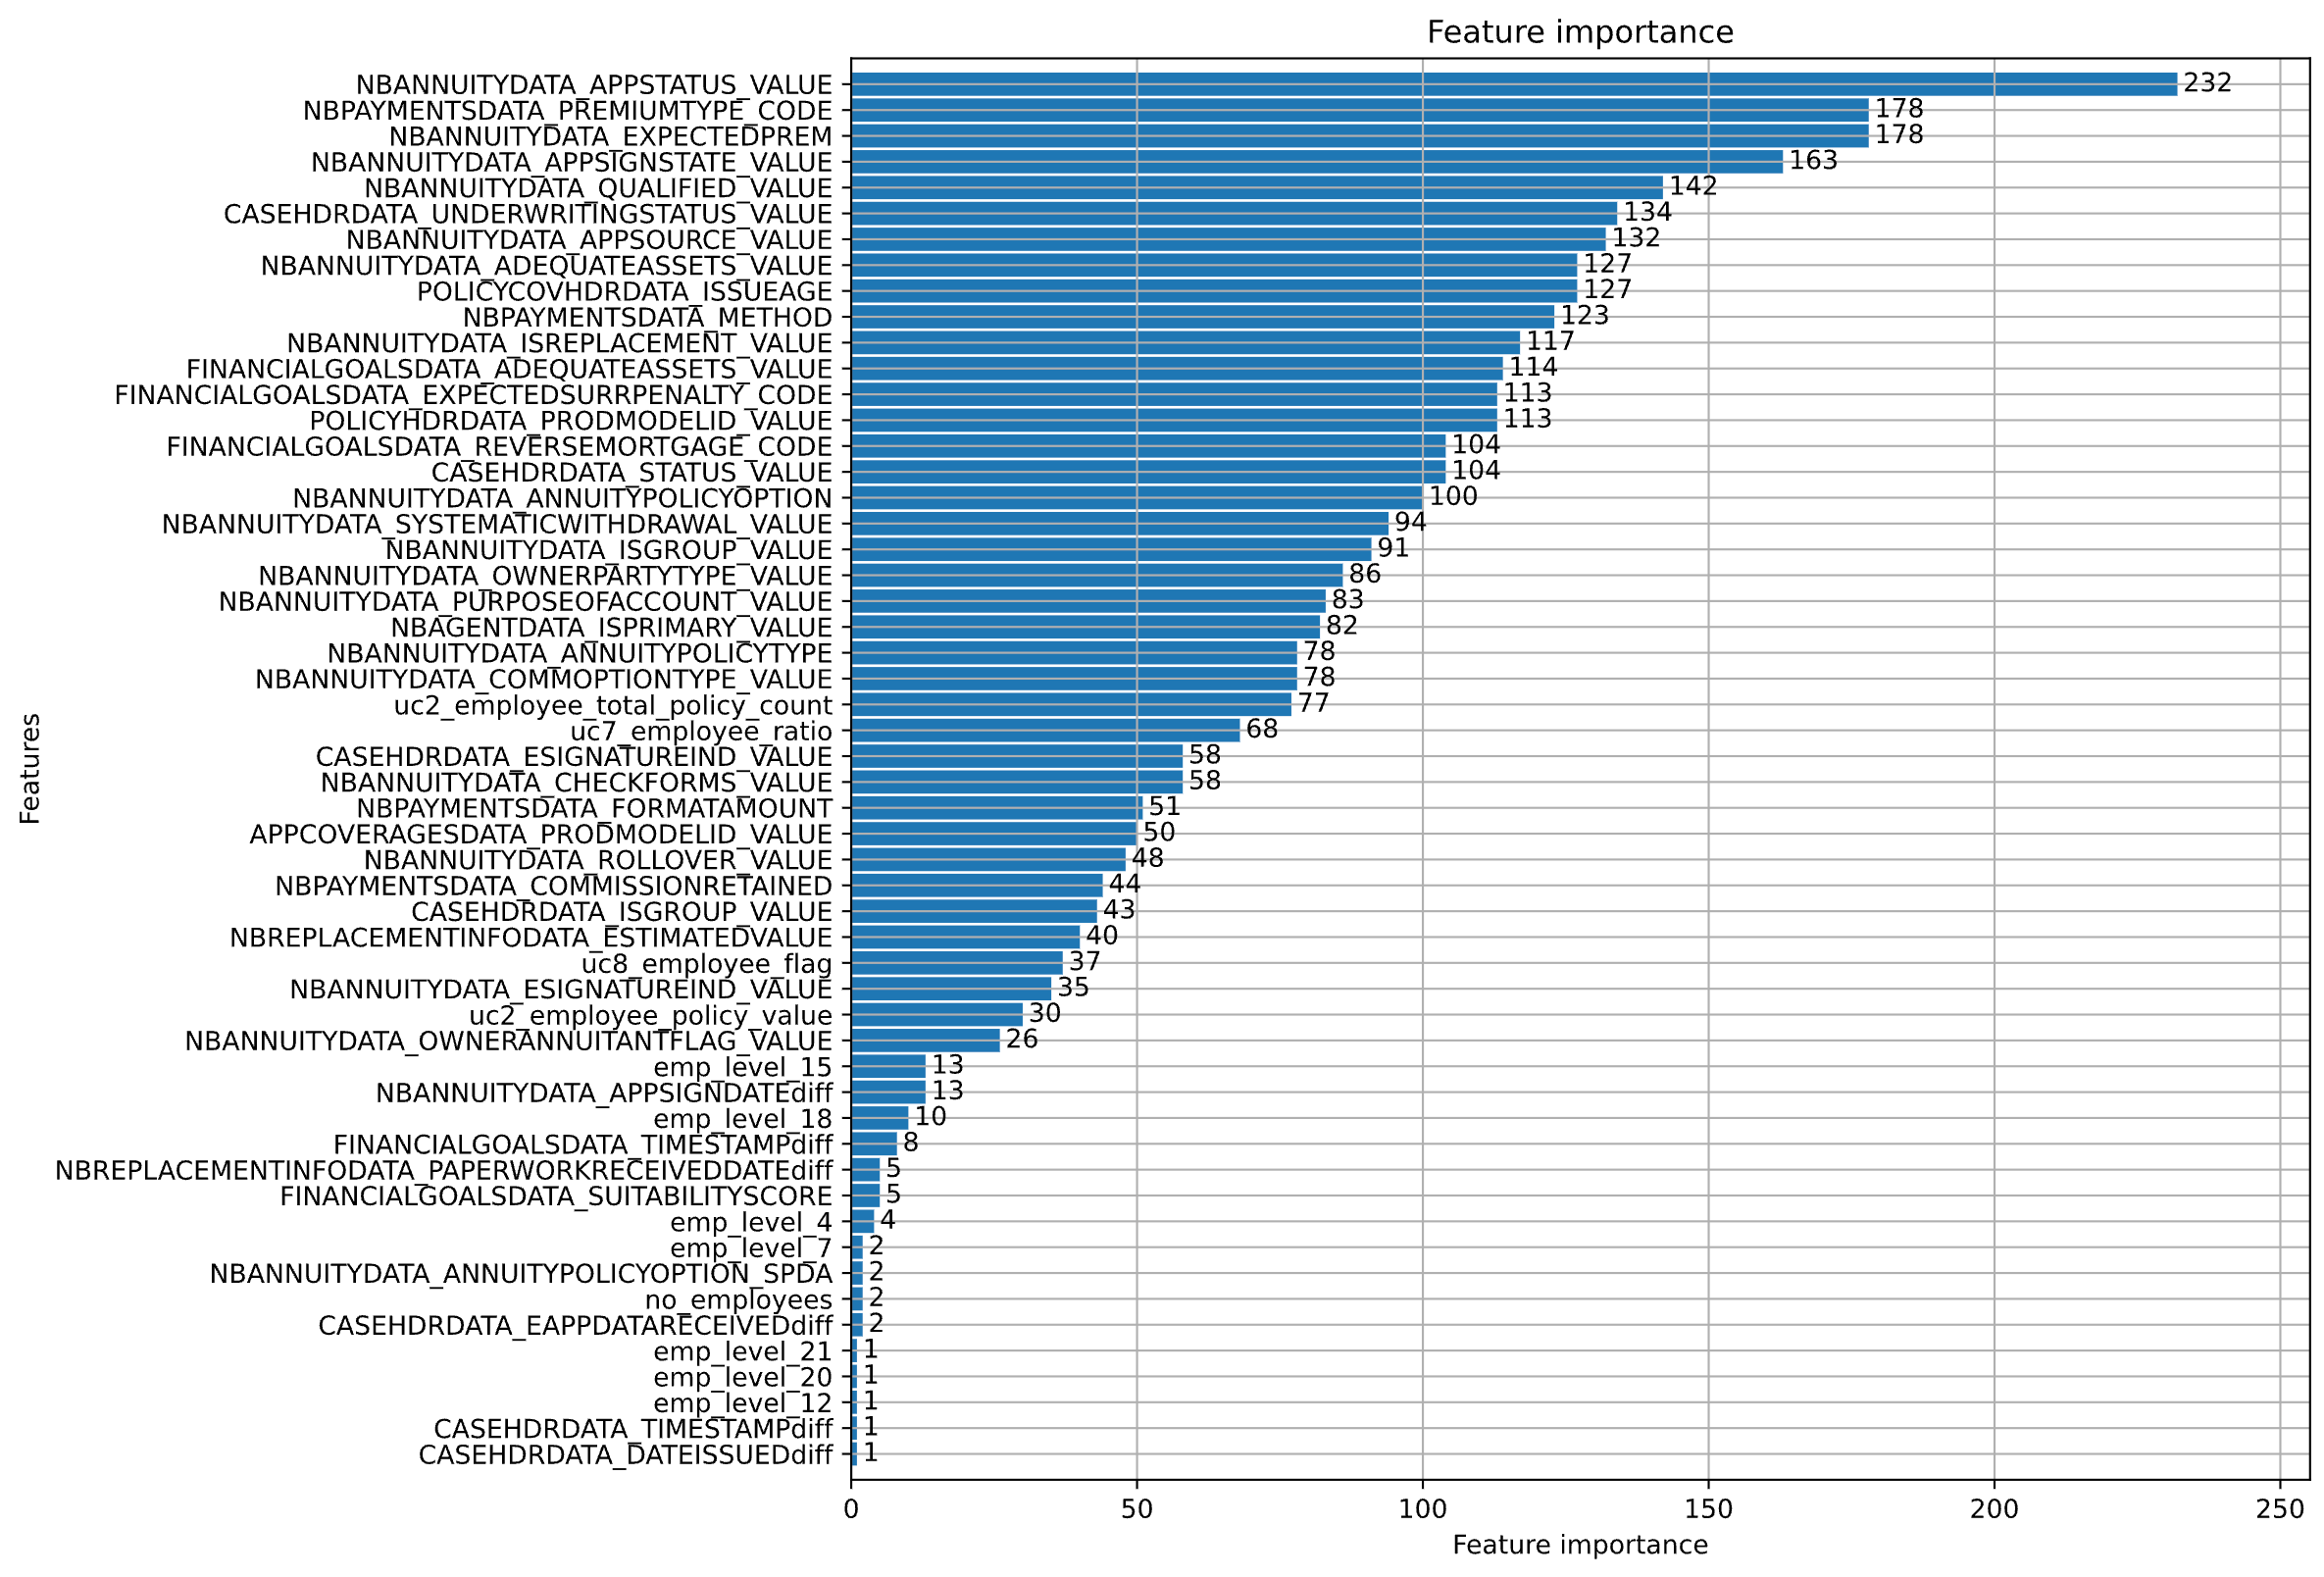 Feature importance
NBANNUITYDATA_APPSTATUS_VALUE 232
NBPAYMENTSDATA_PREMIUMTYPE_CODE 178
NBANNUITYDATA_EXPECTEDPREM 178
NBANNUITYDATA_APPSIGNSTATE_VALUE 163
NBANNUITYDATA_QUALIFIED_VALUE 142
CASEHDRDATA_UNDERWRITINGSTATUS_VALUE 134
NBANNUITYDATA_APPSOURCE_VALUE 132
NBANNUITYDATA_ADEQUATEASSETS_VALUE 127
POLICYCOVHDRDATA_ISSUEAGE 127
NBPAYMENTSDATA_METHOD 123
NBANNUITYDATA_ISREPLACEMENT_VALUE 117
FINANCIALGOALSDATA_ADEQUATEASSETS_VALUE 114
FINANCIALGOALSDATA_EXPECTEDSURRPENALTY_CODE 113
POLICYHDRDATA_PRODMODELID_VALUE 113
FINANCIALGOALSDATA_REVERSEMORTGAGE_CODE 104
CASEHDRDATA_STATUS_VALUE 104
NBANNUITYDATA_ANNUITYPOLICYOPTION 100
NBANNUITYDATA_SYSTEMATICWITHDRAWAL_VALUE 94
NBANNUITYDATA_ISGROUP_VALUE 91
NBANNUITYDATA_OWNERPARTYTYPE_VALUE 86
NBANNUITYDATA_PURPOSEOFACCOUNT_VALUE 83
NBAGENTDATA_ISPRIMARY_VALUE 82
NBANNUITYDATA_ANNUITYPOLICYTYPE 78
NBANNUITYDATA_COMMOPTIONTYPE_VALUE 78
uc2_employee_total_policy_count 77
uc7_employee_ratio 68
CASEHDRDATA_ESIGNATUREIND_VALUE 58
NBANNUITYDATA_CHECKFORMS_VALUE 58
NBPAYMENTSDATA_FORMATAMOUNT 51
APPCOVERAGESDATA_PRODMODELID_VALUE 50
NBANNUITYDATA_ROLLOVER_VALUE 48
NBPAYMENTSDATA_COMMISSIONRETAINED 44
CASEHDRDATA_ISGROUP_VALUE 43
NBREPLACEMENTINFODATA_ESTIMATEDVALUE 40
uc8_employee_flag 37
NBANNUITYDATA_ESIGNATUREIND_VALUE 35
uc2_employee_policy_value 30
NBANNUITYDATA_OWNERANNUITANTFLAG_VALUE 26
emp_level_15 13
NBANNUITYDATA_APPSIGNDATEdiff 13
emp_level_18 10
FINANCIALGOALSDATA_TIMESTAMPdiff 8
NBREPLACEMENTINFODATA_PAPERWORKRECEIVEDDATEdiff 5
FINANCIALGOALSDATA_SUITABILITYSCORE 5
emp_level_4 4
emp_level_7 2
NBANNUITYDATA_ANNUITYPOLICYOPTION_SPDA 2
no_employees 2
CASEHDRDATA_EAPPDATARECEIVEDdiff 2
emp_level_21 1
emp_level_20 1
emp_level_12 1
CASEHDRDATA_TIMESTAMPdiff 1
CASEHDRDATA_DATEISSUEDdiff 1
0 50 100 150 200 250
Feature importance
Features